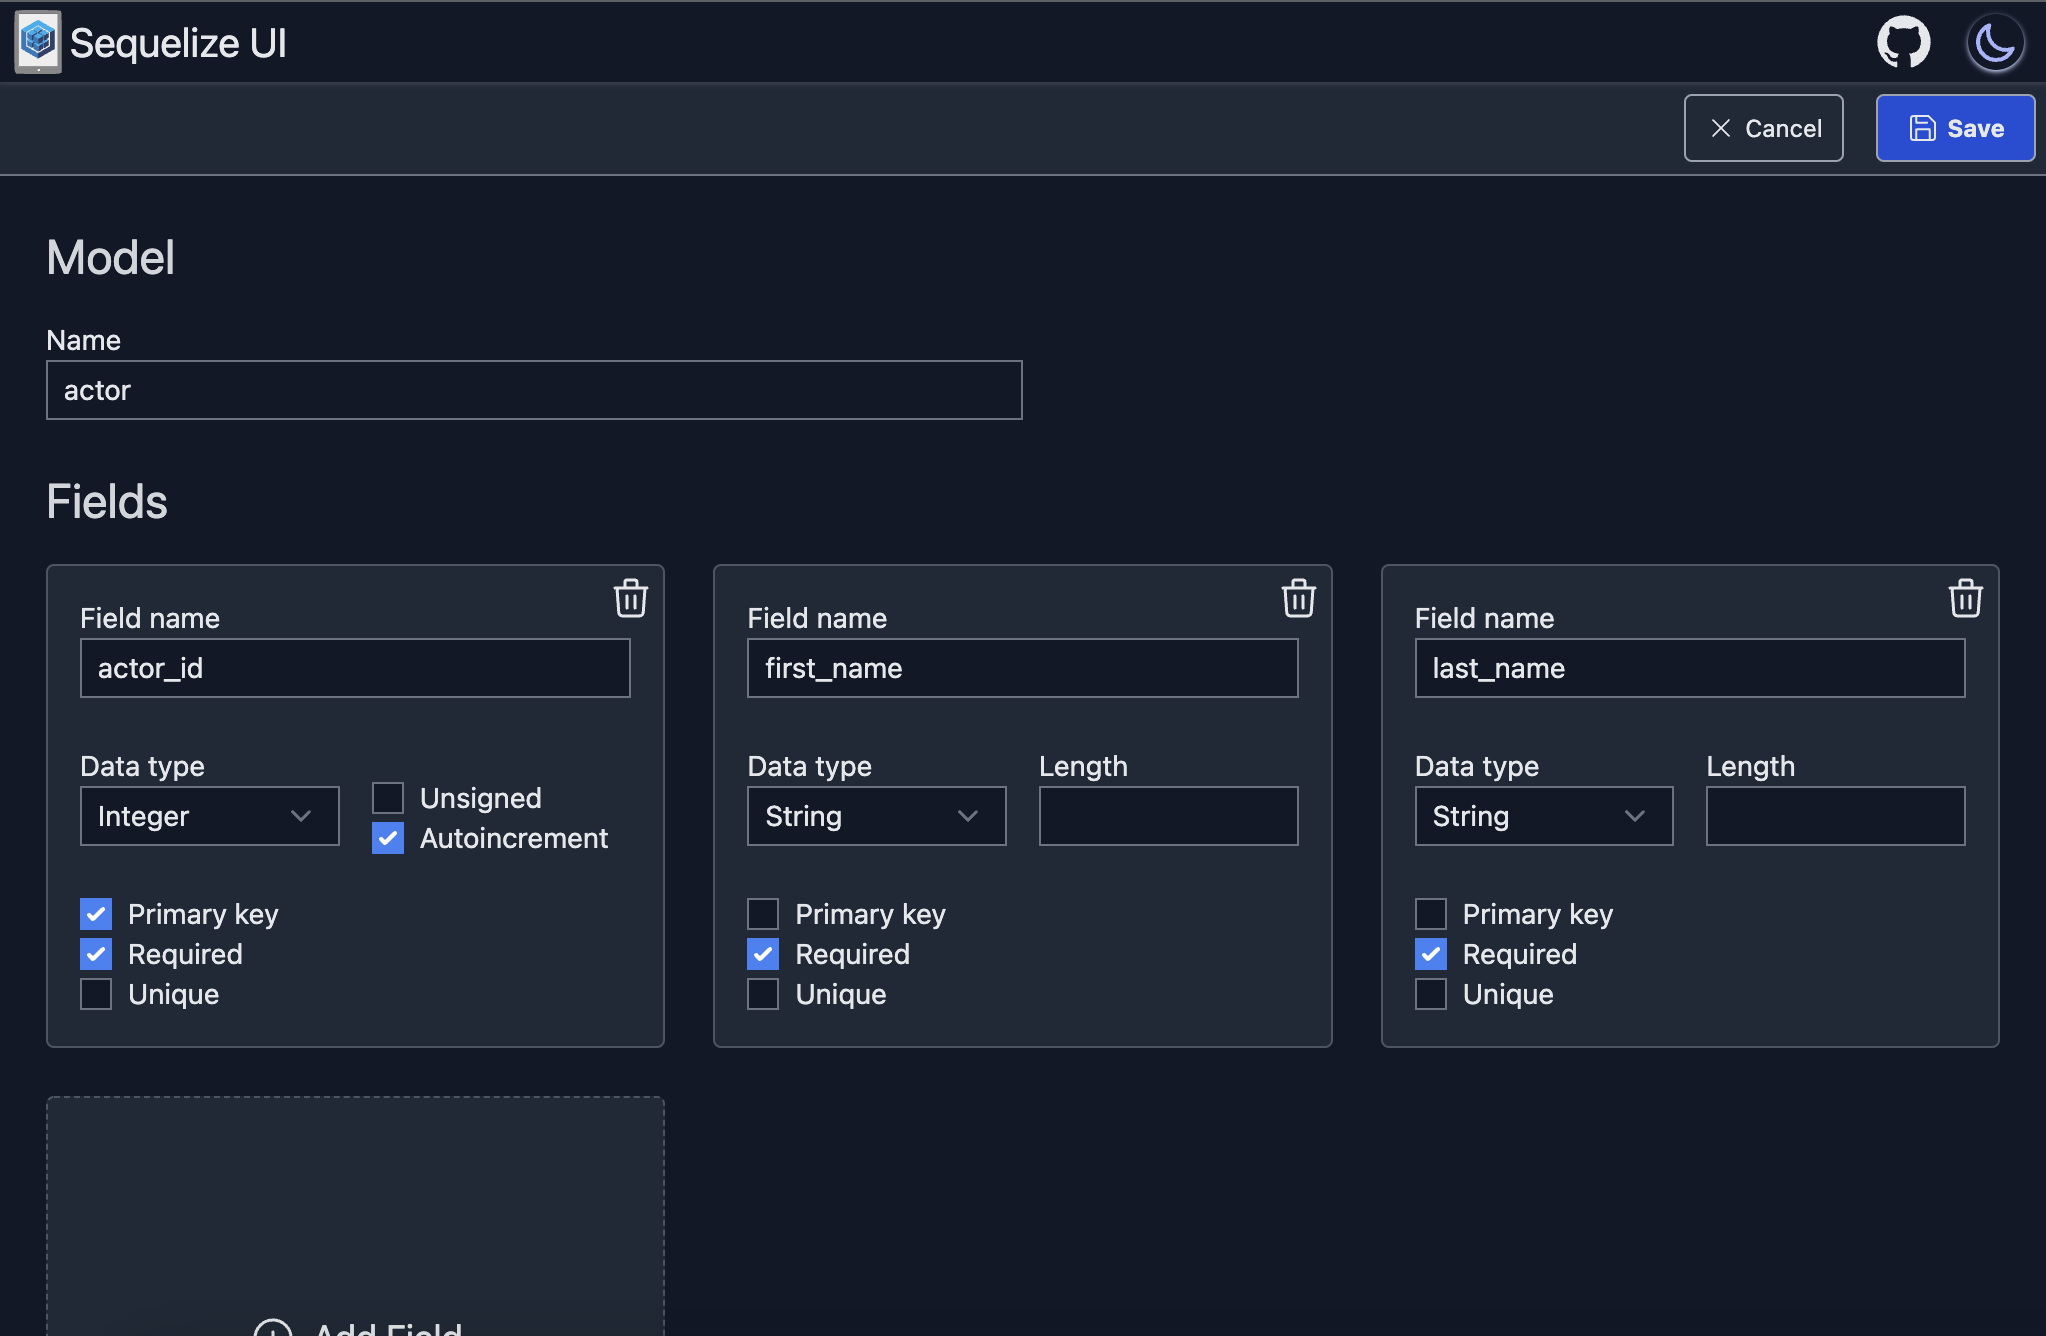 Sequelize UI
Cancel
Save
Model
Name
actor
Fields
Field name
actor_id
Data type
Integer
Unsigned
Autoincrement
Primary key
Required
Unique
Field name
first_name
Data type
Length
String
Primary key
Required
Unique
Field name
last_name
Data type
Length
String
Primary key
Required
Unique
Add Field